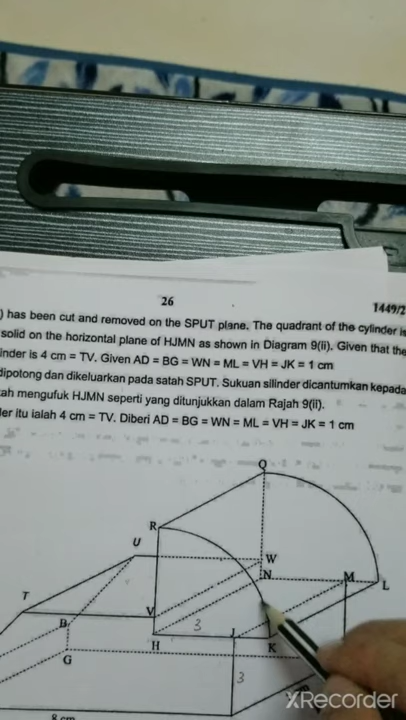 26
1449/2
) has been cut and removed on the SPUT plane. The quadrant of the cylinder is
solid on the horizontal plane of HJMN as shown in Diagram 9(ii). Given that the
inder is 4 cm = TV. Given AD = BG = WN = ML = VH = JK = 1 cm
dipotong dan dikeluarkan pada satah SPUT. Sukuan silinder dicantumkan kepada
tah mengufuk HJMN seperti yang ditunjukkan dalam Rajah 9(ii).
der itu ialah 4 cm = TV. Diberi AD = BG = WN = ML = VH = JK = 1 cm
Q
R
U
W
N
M
L
T
V
B
3
J
H
K
G
3
8 cm
XRecorder